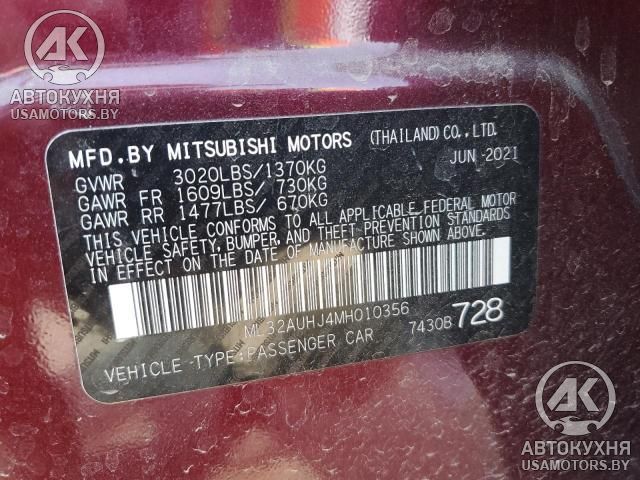 АК
АВТОКУХНЯ
USAMOTORS.BY
MFD.BY MITSUBISHI MOTORS (THAILAND) CO., LTD.
GVWR 3020LBS/1370KG JUN-2021
GAWR FR 1609LBS/ 730KG
GAWR RR 1477LBS/ 670KG
THIS VEHICLE CONFORMS TO ALL APPLICABLE FEDERAL MOTOR
VEHICLE SAFETY, BUMPER, AND THEFT PREVENTION STANDARDS
IN EFFECT ON THE DATE OF MANUFACTURE SHOWN ABOVE.
ML32AUHJ4MH010356
7430B 728
VEHICLE-TYPE:PASSENGER CAR
АК
АВТОКУХНЯ
USAMOTORS.BY